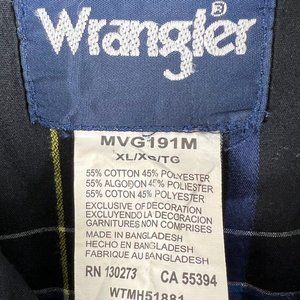 Wrangler
®
MVG191M
XL/XG/TG
55% COTTON 45% POLYESTER
55% ALGODON 45% POLIESTER
55% COTON 45% POLYESTER
EXCLUSIVE OF DECORATION
EXCLUYENDO LA DECORACION
GARNITURES NON COMPRISES
MADE IN BANGLADESH
HECHO EN BANGLADESH
FABRIQUE AU BANGLADESH
RN 130273 CA 55394
WTMH51881